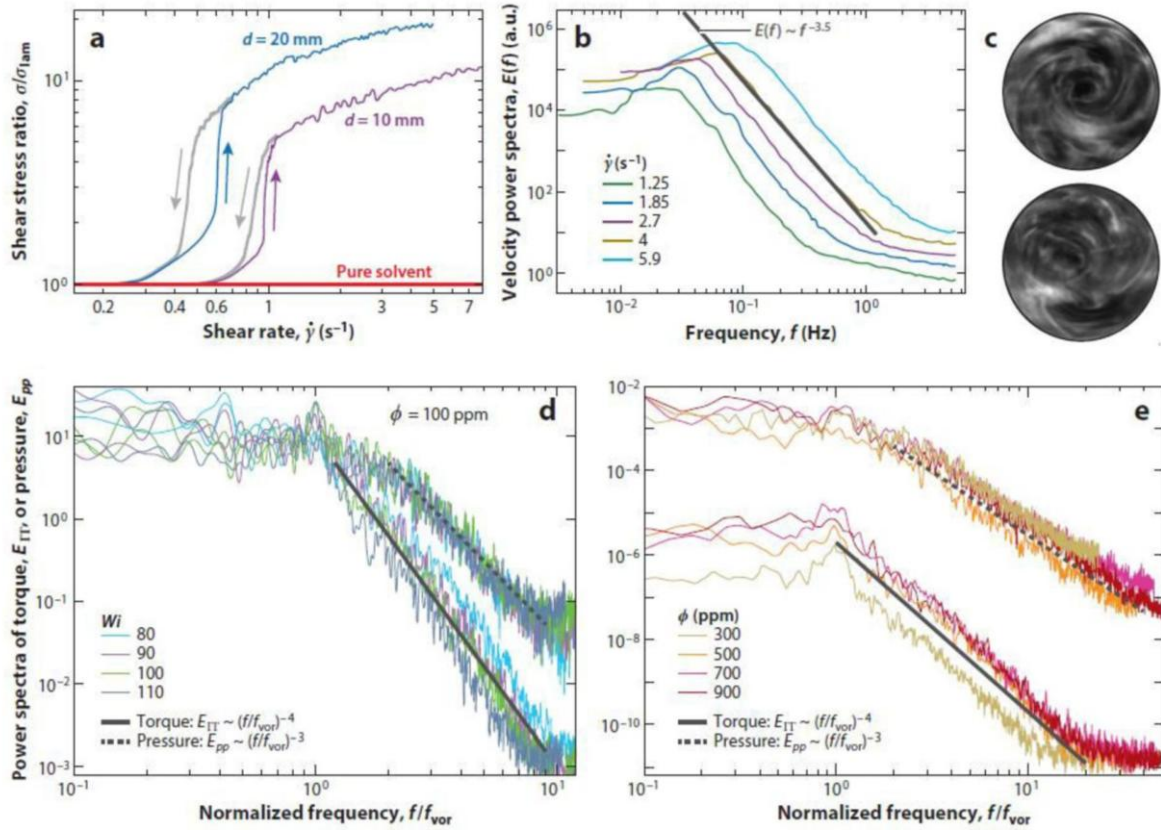 a
d = 20 mm
d = 10 mm
Pure solvent
Shear stress ratio, σ/σlam
10¹
10⁰
0.2 0.4 0.6 1 3 5 7
Shear rate, γ̇ (s⁻¹)
b
E(f) ~ f⁻³·⁵
Velocity power spectra, E(f) (a.u.)
10⁶
10⁴
10²
10⁰
γ̇ (s⁻¹)
1.25
1.85
2.7
4
5.9
10⁻² 10⁻¹ 10⁰
Frequency, f (Hz)
c
d
ϕ = 100 ppm
Power spectra of torque, EΓΓ, or pressure, Epp
10¹
10⁰
10⁻¹
10⁻²
10⁻³
Wi
80
90
100
110
Torque: EΓΓ ~ (f/fvor)⁻⁴
Pressure: Epp ~ (f/fvor)⁻³
10⁻¹ 10⁰ 10¹
Normalized frequency, f/fvor
e
10⁻²
10⁻⁴
10⁻⁶
10⁻⁸
10⁻¹⁰
ϕ (ppm)
300
500
700
900
Torque: EΓΓ ~ (f/fvor)⁻⁴
Pressure: Epp ~ (f/fvor)⁻³
10⁻¹ 10⁰ 10¹
Normalized frequency, f/fvor